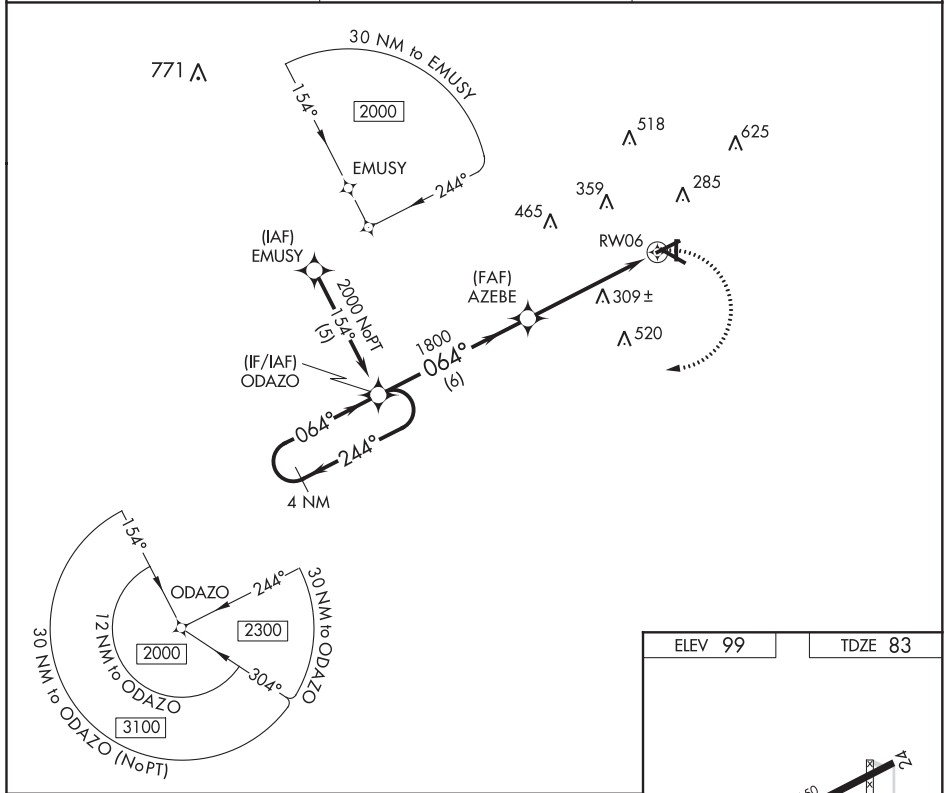 30 NM to EMUSY
771
154°
2000
518
625
EMUSY
244°
359
285
465
RW06
(IAF)
EMUSY
2000 NoPT
154°
(5)
(FAF)
AZEBE
309±
520
(IF/IAF)
ODAZO
1800
064°
(6)
064°
244°
4 NM
154°
ODAZO
244°
30 NM to ODAZO
2300
12 NM to ODAZO
2000
304°
30 NM to ODAZO (NoPT)
3100
ELEV 99
TDZE 83
24